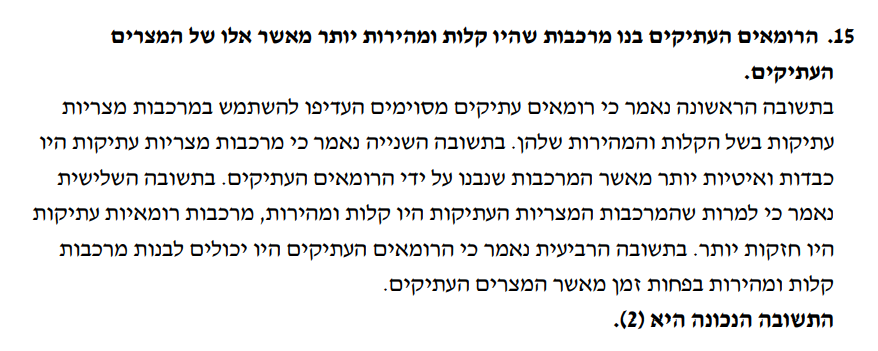 15. הרומאים העתיקים בנו מרכבות שהיו קלות ומהירות יותר מאשר אלו של המצרים
העתיקים.
בתשובה הראשונה נאמר כי רומאים עתיקים מסוימים העדיפו להשתמש במרכבות מצריות
עתיקות בשל הקלות והמהירות שלהן. בתשובה השנייה נאמר כי מרכבות מצריות עתיקות היו
כבדות ואיטיות יותר מאשר המרכבות שנבנו על ידי הרומאים העתיקים. בתשובה השלישית
נאמר כי למרות שהמרכבות המצריות העתיקות היו קלות ומהירות, מרכבות רומאיות עתיקות
היו חזקות יותר. בתשובה הרביעית נאמר כי הרומאים העתיקים היו יכולים לבנות מרכבות
קלות ומהירות בפחות זמן מאשר המצרים העתיקים.
התשובה הנכונה היא (2).